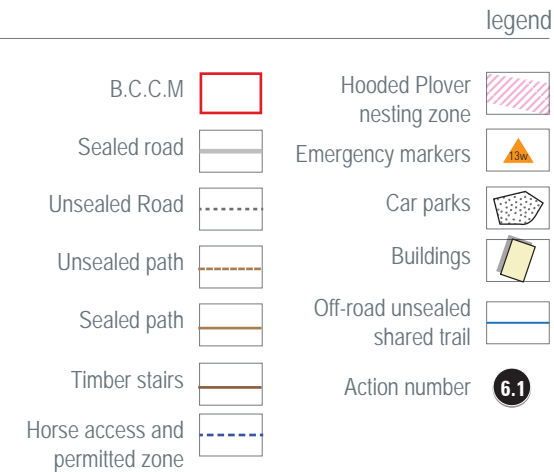 legend
B.C.C.M
Sealed road
Unsealed Road
Unsealed path
Sealed path
Timber stairs
Horse access and
permitted zone
Hooded Plover
nesting zone
Emergency markers
13w
Car parks
Buildings
Off-road unsealed
shared trail
Action number
6.1